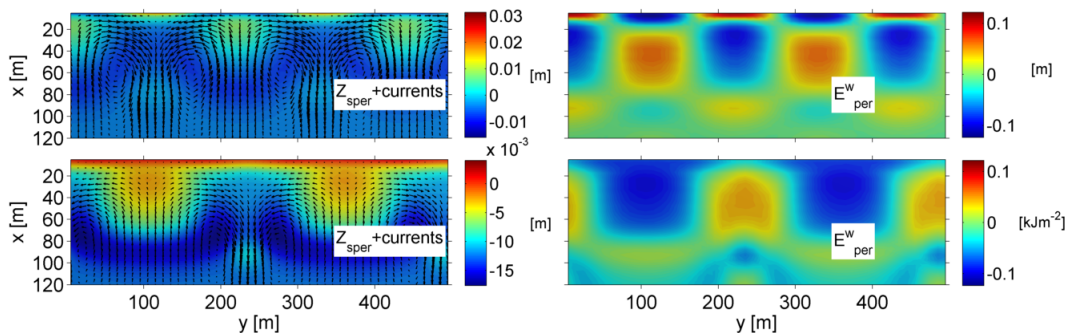 x [m]
20
40
60
80
100
120
Z_sper+currents
0.03
0.02
0.01
0
-0.01
[m]
E^w_per
0.1
0
-0.1
[m]
x 10^-3
x [m]
20
40
60
80
100
120
Z_sper+currents
0
-5
-10
-15
[m]
100 200 300 400
y [m]
E^w_per
0.1
0
-0.1
[kJm^-2]
100 200 300 400
y [m]